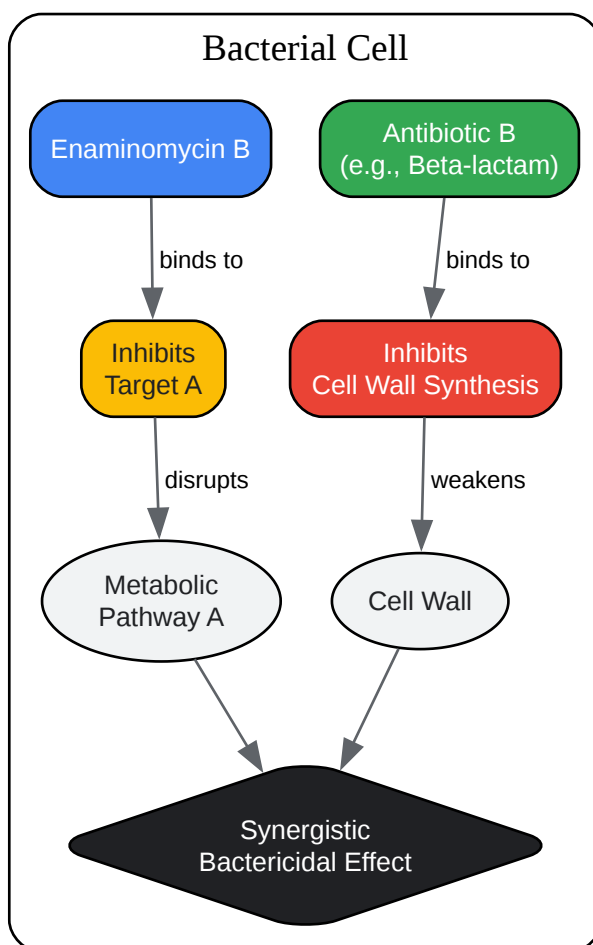 Bacterial Cell
Enaminomycin B
Antibiotic B
(e.g., Beta-lactam)
binds to
binds to
Inhibits
Target A
Inhibits
Cell Wall Synthesis
disrupts
weakens
Metabolic
Pathway A
Cell Wall
Synergistic
Bactericidal Effect